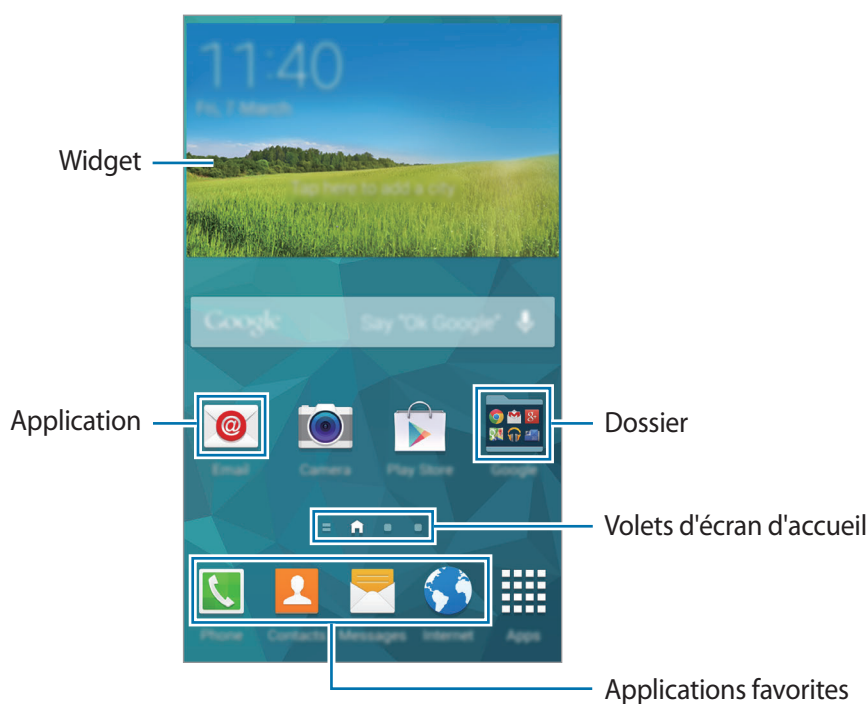 11:40
Fri, 7 March
Widget
Tap here to add a city
Google Say "Ok Google"
Application
Dossier
Email Camera Play Store Google
Volets d'écran d'accueil
Phone Contacts Messages Internet Apps
Applications favorites